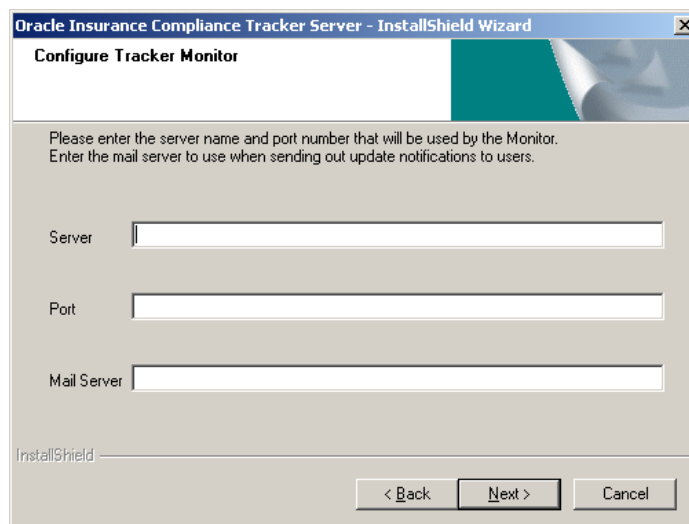 Oracle Insurance Compliance Tracker Server - InstallShield Wizard
Configure Tracker Monitor
Please enter the server name and port number that will be used by the Monitor.
Enter the mail server to use when sending out update notifications to users.
Server
Port
Mail Server
InstallShield
< Back
Next >
Cancel